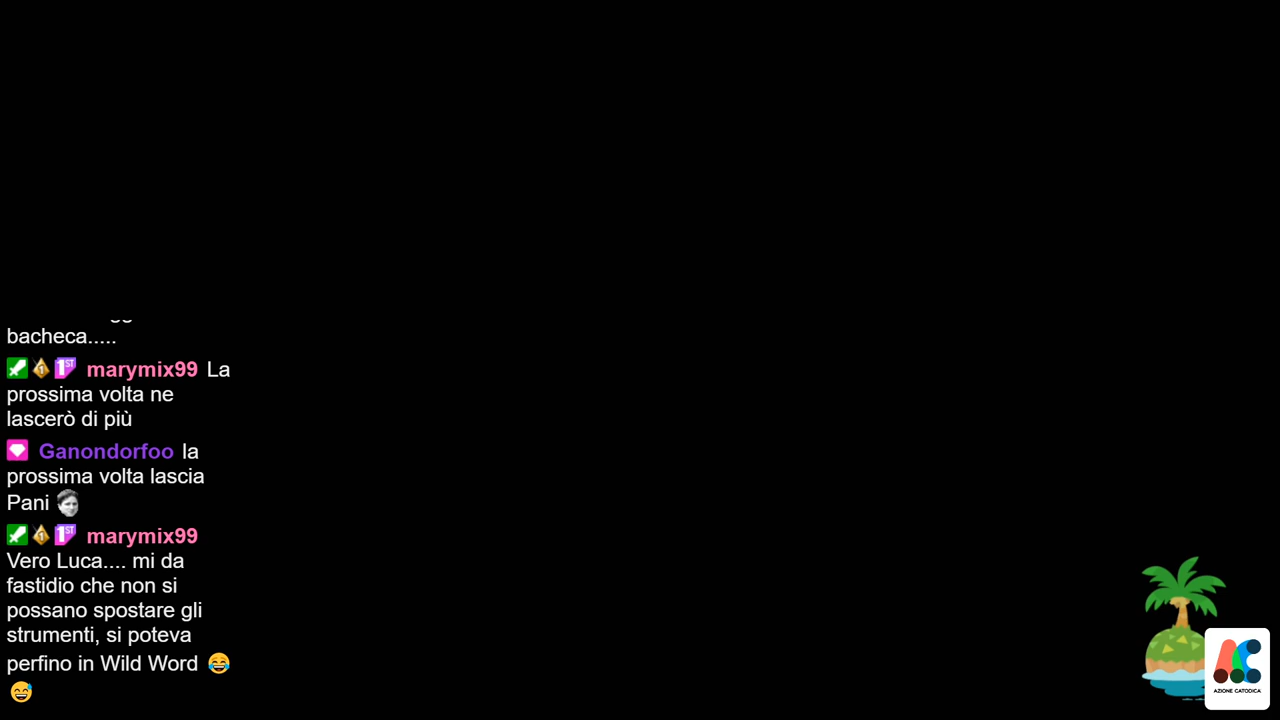 bacheca.....
marymix99 La
prossima volta ne
lascerò di più
Ganondorfoo la
prossima volta lascia
Pani
marymix99
Vero Luca.... mi da
fastidio che non si
possano spostare gli
strumenti, si poteva
perfino in Wild Word 😂
😅
AZIONE CATODICA